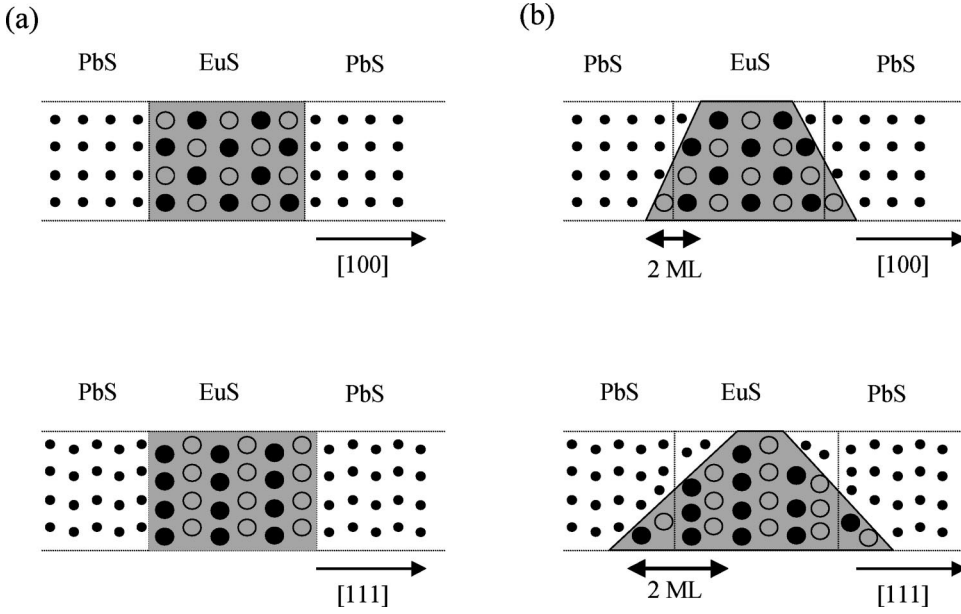 (a)
(b)
PbS EuS PbS
PbS EuS PbS
[100]
2 ML
[100]
PbS EuS PbS
PbS EuS PbS
[111]
2 ML
[111]